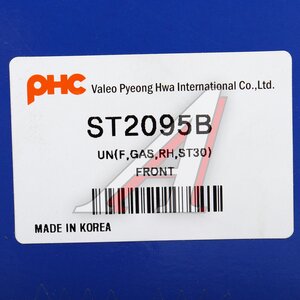 PHC Valeo Pyeong Hwa International Co.,Ltd.
ST2095B
UN(F,GAS,RH,ST30)
FRONT
MADE IN KOREA